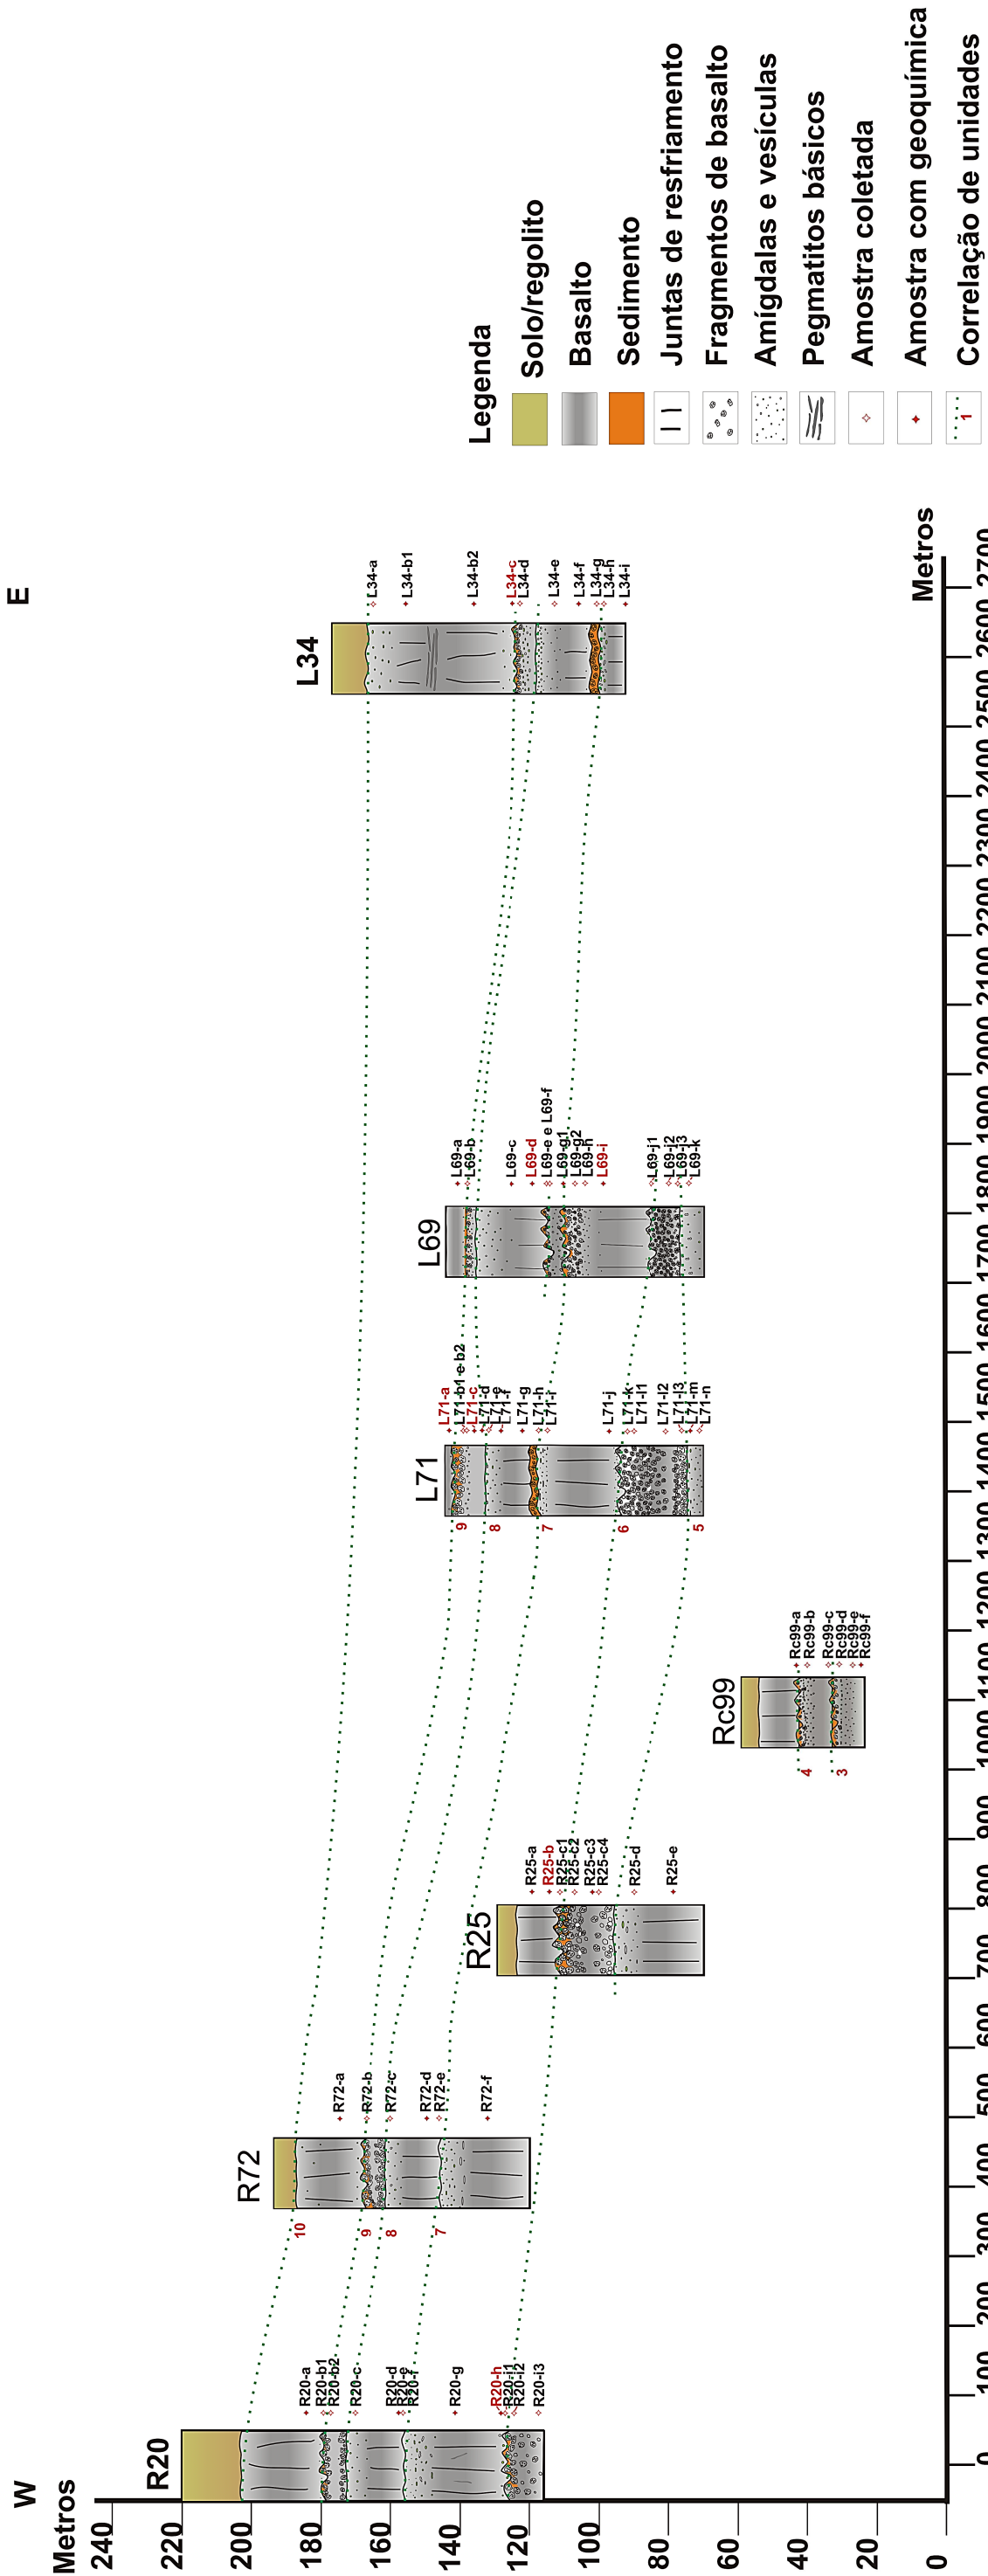 W
E
Metros
240
220
200
180
160
140
120
100
80
60
40
20
0
R20
R20-a
R20-b1
R20-b2
R20-c
R20-d
R20-e
R20-f
R20-g
R20-h
R20-i1
R20-i2
R20-i3
R72
10
9
8
7
R72-a
R72-b
R72-c
R72-d
R72-e
R72-f
R25
R25-a
R25-b
R25-c1
R25-c2
R25-c3
R25-c4
R25-d
R25-e
Rc99
4
3
Rc99-a
Rc99-b
Rc99-c
Rc99-d
Rc99-e
Rc99-f
L71
9
8
7
6
5
L71-a
L71-b1 e b2
L71-c
L71-d
L71-e
L71-f
L71-g
L71-h
L71-i
L71-j
L71-k
L71-l1
L71-l2
L71-l3
L71-m
L71-n
L69
L69-a
L69-b
L69-c
L69-d
L69-e e L69-f
L69-g1
L69-g2
L69-h
L69-i
L69-j1
L69-j2
L69-j3
L69-k
L34
L34-a
L34-b1
L34-b2
L34-c
L34-d
L34-e
L34-f
L34-g
L34-h
L34-i
Metros
0 100 200 300 400 500 600 700 800 900 1000 1100 1200 1300 1400 1500 1600 1700 1800 1900 2000 2100 2200 2300 2400 2500 2600 2700
Legenda
Solo/regolito
Basalto
Sedimento
Juntas de resfriamento
Fragmentos de basalto
Amígdalas e vesículas
Pegmatitos básicos
Amostra coletada
Amostra com geoquímica
1 Correlação de unidades